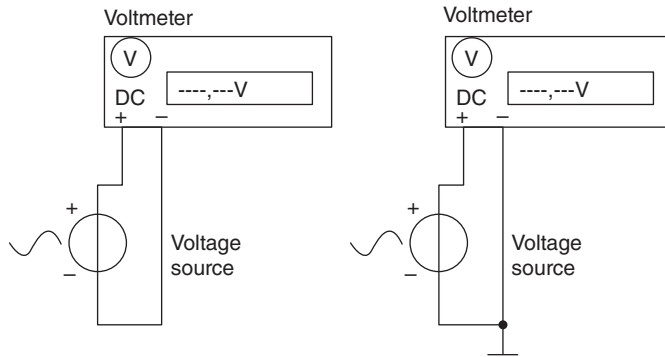 Voltmeter
V
DC
----,---V
+ −
+
−
Voltage
source
Voltmeter
V
DC
----,---V
+ −
+
−
Voltage
source